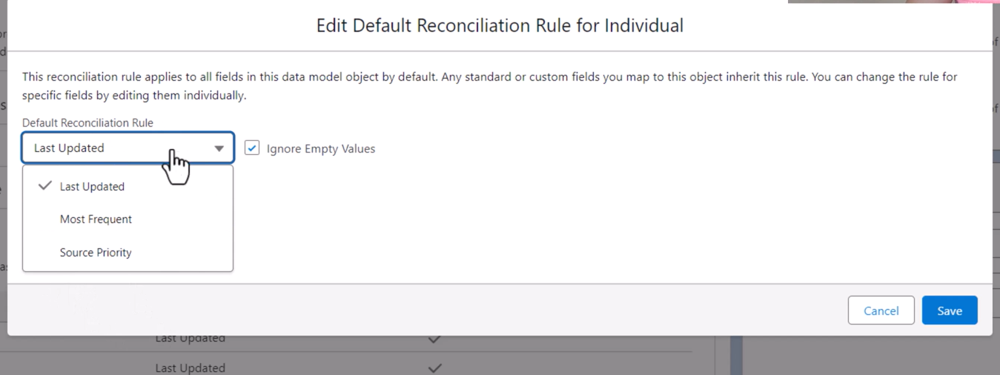 Edit Default Reconciliation Rule for Individual
This reconciliation rule applies to all fields in this data model object by default. Any standard or custom fields you map to this object inherit this rule. You can change the rule for
specific fields by editing them individually.
Default Reconciliation Rule
Last Updated
Ignore Empty Values
Last Updated
Most Frequent
Source Priority
Cancel
Save
Last Updated
Last Updated